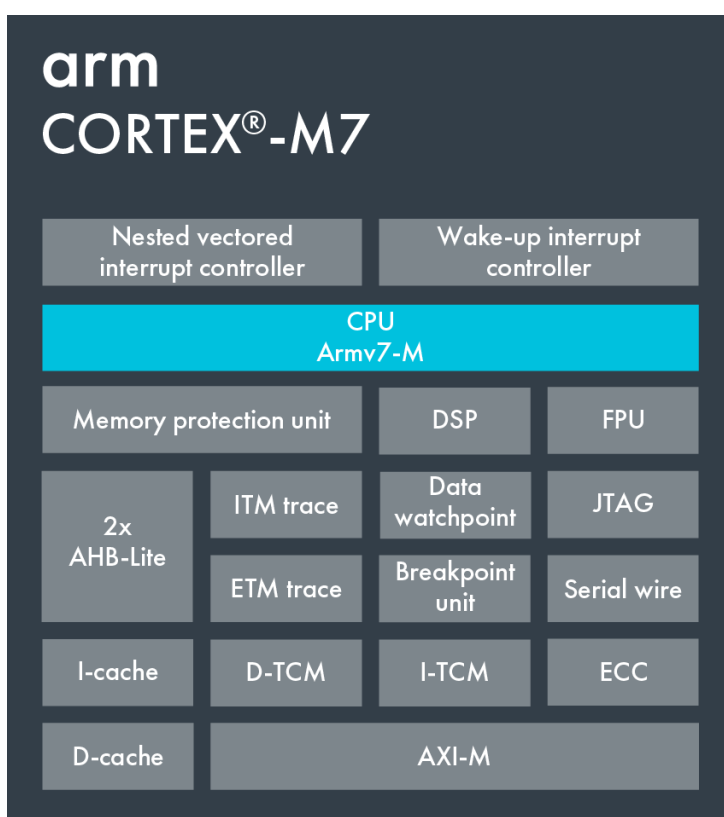 arm
CORTEX®-M7
Nested vectored
interrupt controller
Wake-up interrupt
controller
CPU
Armv7-M
Memory protection unit
DSP
FPU
2x
AHB-Lite
ITM trace
Data
watchpoint
JTAG
ETM trace
Breakpoint
unit
Serial wire
I-cache
D-TCM
I-TCM
ECC
D-cache
AXI-M